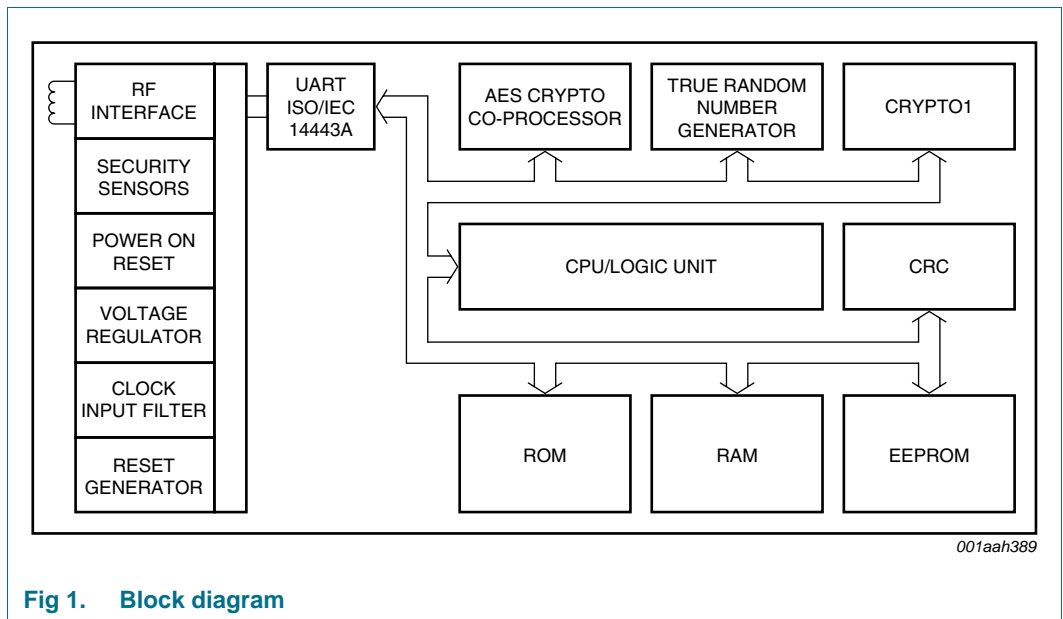 RF
INTERFACE
SECURITY
SENSORS
POWER ON
RESET
VOLTAGE
REGULATOR
CLOCK
INPUT FILTER
RESET
GENERATOR
UART
ISO/IEC
14443A
AES CRYPTO
CO-PROCESSOR
TRUE RANDOM
NUMBER
GENERATOR
CRYPTO1
CPU/LOGIC UNIT
CRC
ROM
RAM
EEPROM
001aah389
Fig 1. Block diagram